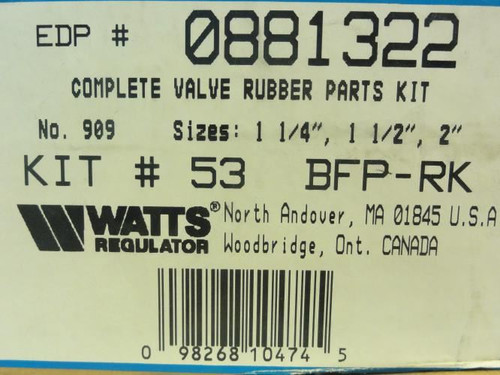 EDP # 0881322
COMPLETE VALVE RUBBER PARTS KIT
No. 909 Sizes: 1 1/4", 1 1/2", 2"
KIT # 53 BFP-RK
WATTS® North Andover, MA 01845 U.S.A
REGULATOR Woodbridge, Ont. CANADA
0 98268 10474 5